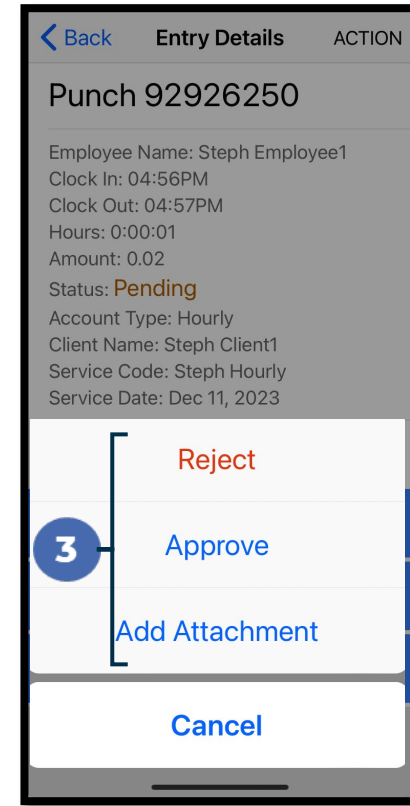 Back Entry Details ACTION
Punch 92926250
Employee Name: Steph Employee1
Clock In: 04:56PM
Clock Out: 04:57PM
Hours: 0:00:01
Amount: 0.02
Status: Pending
Account Type: Hourly
Client Name: Steph Client1
Service Code: Steph Hourly
Service Date: Dec 11, 2023
Reject
3 Approve
Add Attachment
Cancel